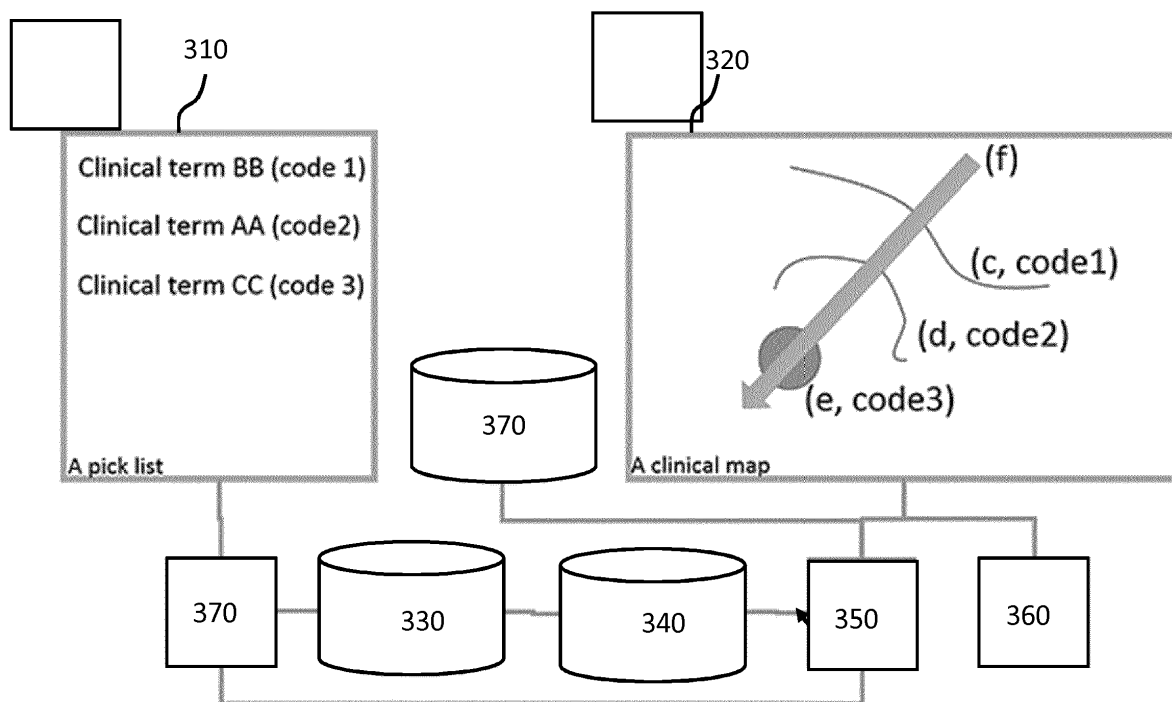 310
320
Clinical term BB (code 1)
Clinical term AA (code2)
Clinical term CC (code 3)
A pick list
(f)
(c, code1)
(d, code2)
(e, code3)
A clinical map
370
370
330
340
350
360